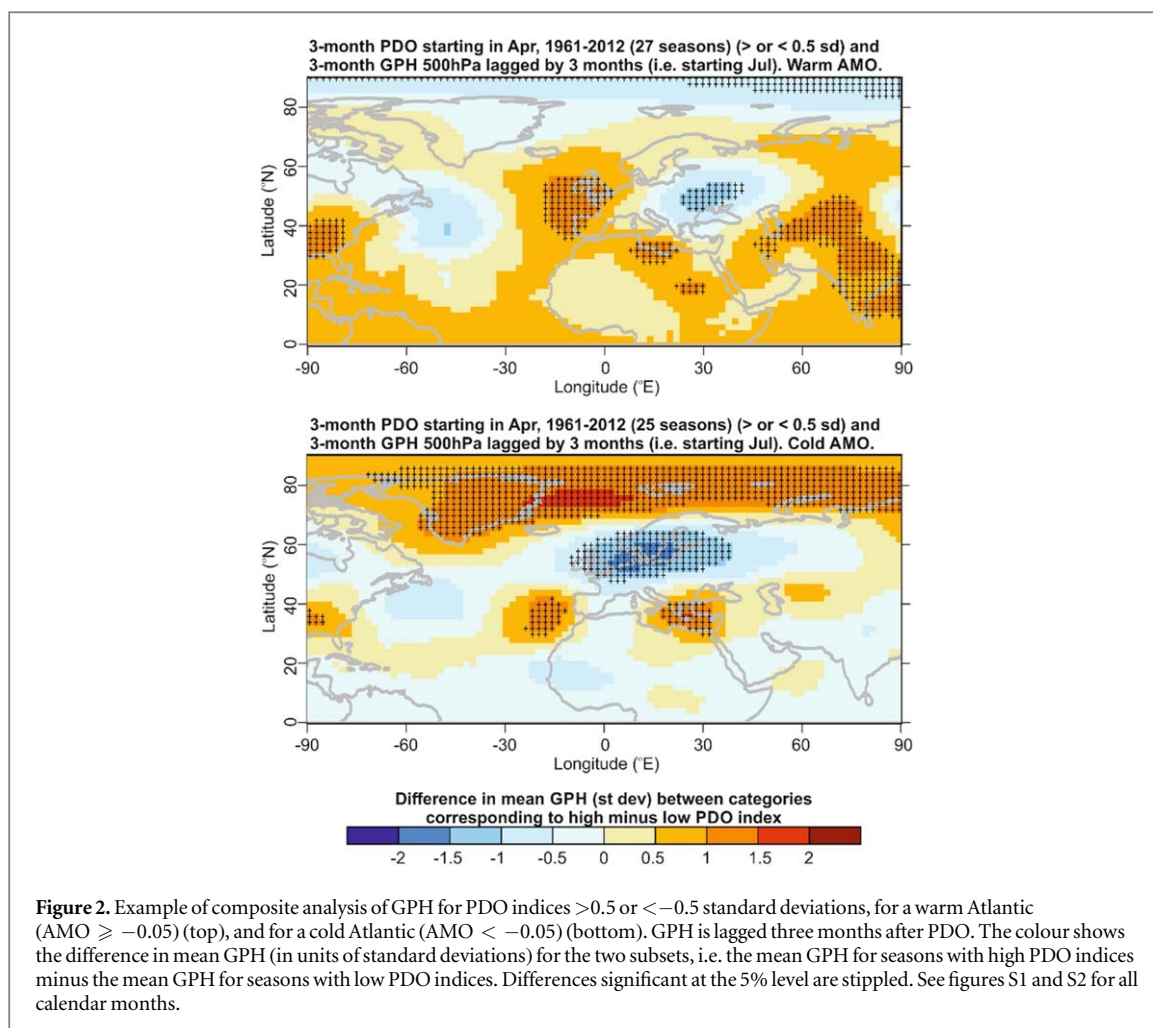 3-month PDO starting in Apr, 1961-2012 (27 seasons) (> or < 0.5 sd) and
3-month GPH 500hPa lagged by 3 months (i.e. starting Jul). Warm AMO.
Latitude (°N)
80
60
40
20
0
-90 -60 -30 0 30 60 90
Longitude (°E)
3-month PDO starting in Apr, 1961-2012 (25 seasons) (> or < 0.5 sd) and
3-month GPH 500hPa lagged by 3 months (i.e. starting Jul). Cold AMO.
Latitude (°N)
80
60
40
20
0
-90 -60 -30 0 30 60 90
Longitude (°E)
Difference in mean GPH (st dev) between categories
corresponding to high minus low PDO index
-2 -1.5 -1 -0.5 0 0.5 1 1.5 2
Figure 2. Example of composite analysis of GPH for PDO indices >0.5 or <−0.5 standard deviations, for a warm Atlantic
(AMO ⩾ −0.05) (top), and for a cold Atlantic (AMO < −0.05) (bottom). GPH is lagged three months after PDO. The colour shows
the difference in mean GPH (in units of standard deviations) for the two subsets, i.e. the mean GPH for seasons with high PDO indices
minus the mean GPH for seasons with low PDO indices. Differences significant at the 5% level are stippled. See figures S1 and S2 for all
calendar months.